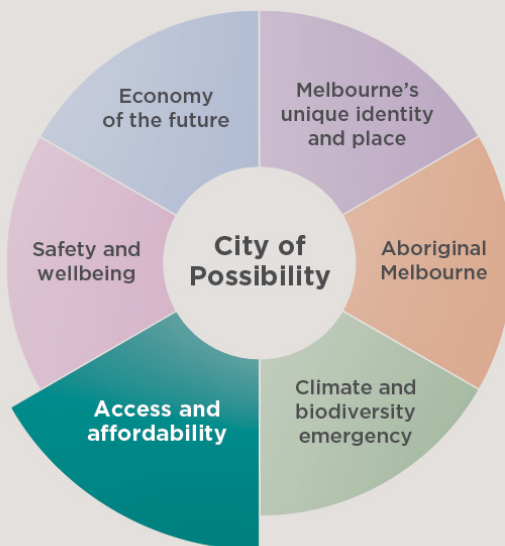 Economy
of the future
Melbourne’s
unique identity
and place
Safety and
wellbeing
City of
Possibility
Aboriginal
Melbourne
Access and
affordability
Climate and
biodiversity
emergency